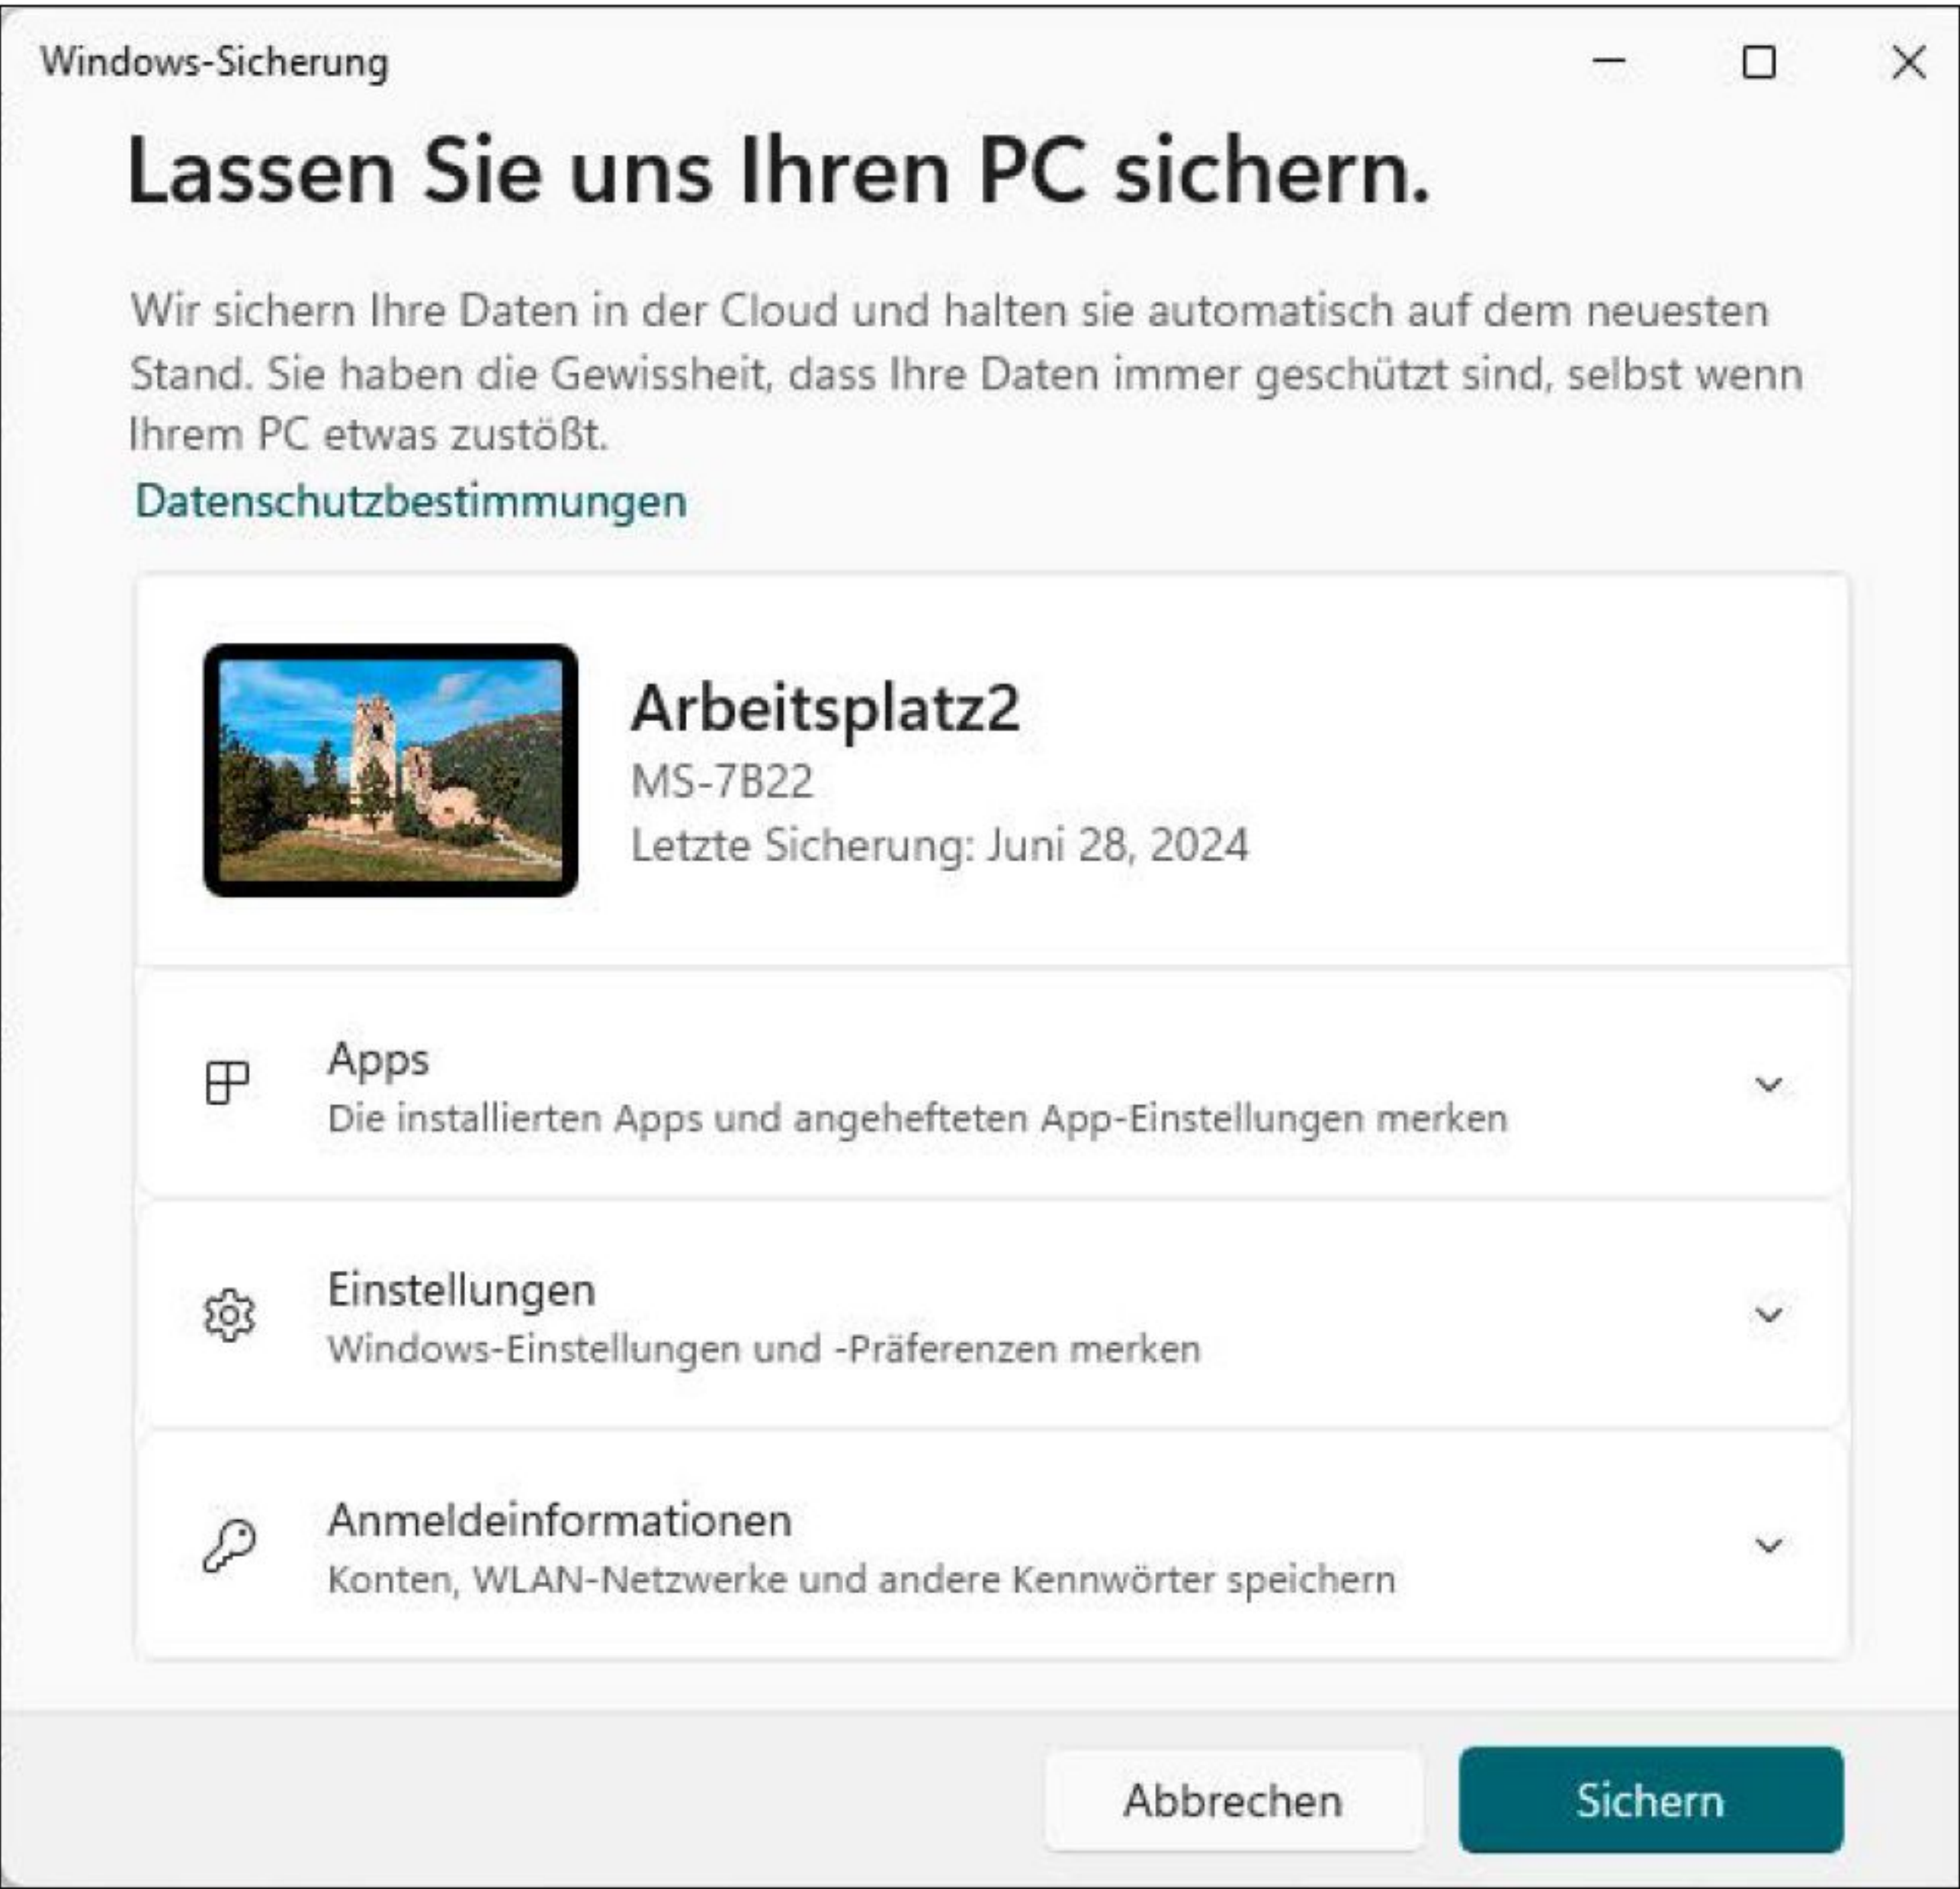 Windows-Sicherung
Lassen Sie uns Ihren PC sichern.
Wir sichern Ihre Daten in der Cloud und halten sie automatisch auf dem neuesten
Stand. Sie haben die Gewissheit, dass Ihre Daten immer geschützt sind, selbst wenn
Ihrem PC etwas zustößt.
Datenschutzbestimmungen
Arbeitsplatz2
MS-7B22
Letzte Sicherung: Juni 28, 2024
Apps
Die installierten Apps und angehefteten App-Einstellungen merken
Einstellungen
Windows-Einstellungen und -Präferenzen merken
Anmeldeinformationen
Konten, WLAN-Netzwerke und andere Kennwörter speichern
Abbrechen
Sichern